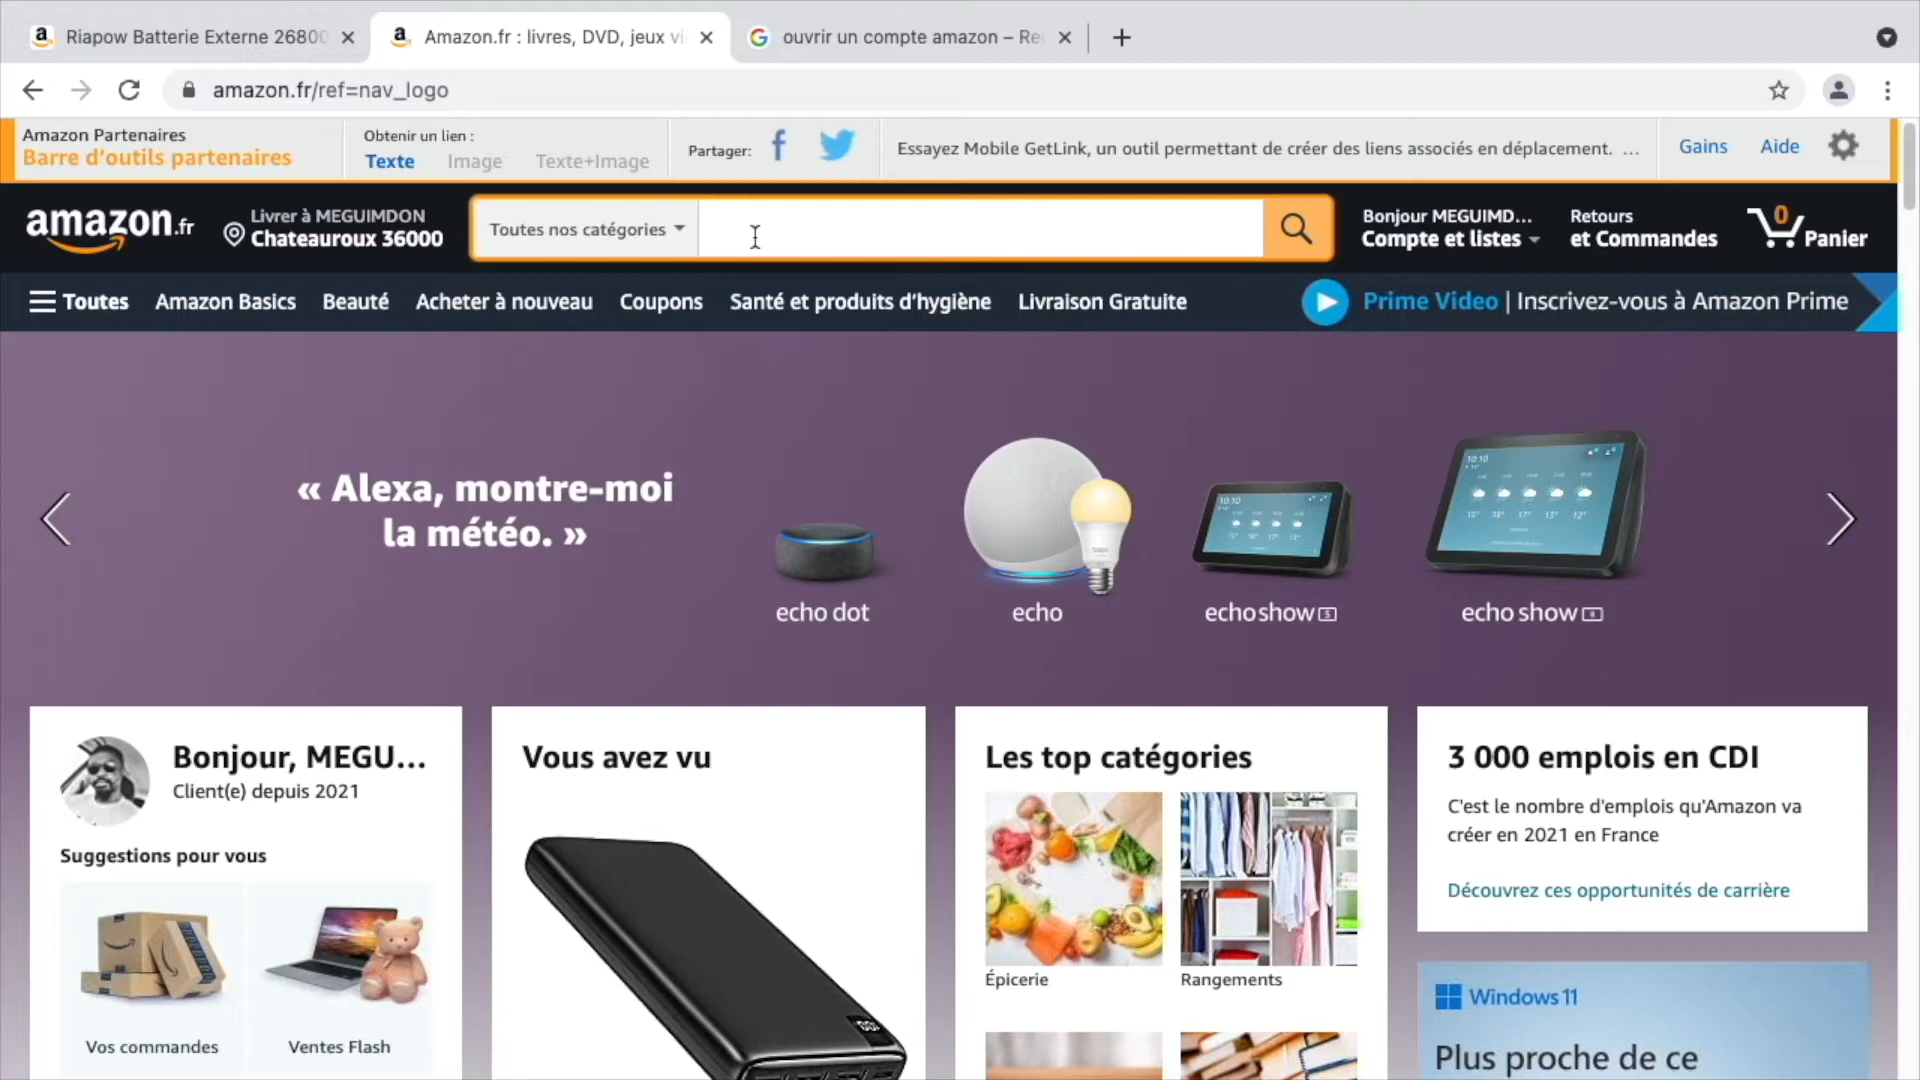 Riapow Batterie Externe 26800
Amazon.fr : livres, DVD, jeux vi
ouvrir un compte amazon – Re
amazon.fr/ref=nav_logo
Amazon Partenaires
Barre d'outils partenaires
Obtenir un lien :
Texte Image Texte+Image
Partager:
Essayez Mobile GetLink, un outil permettant de créer des liens associés en déplacement. ...
Gains Aide
amazon.fr
Livrer à MEGUIMDON
Chateauroux 36000
Toutes nos catégories
Bonjour MEGUIMD...
Compte et listes
Retours
et Commandes
0
Panier
Toutes Amazon Basics Beauté Acheter à nouveau Coupons Santé et produits d'hygiène Livraison Gratuite
Prime Video | Inscrivez-vous à Amazon Prime
« Alexa, montre-moi
la météo. »
10:10
10:10
echo dot
echo
echo show 5
echo show 8
Bonjour, MEGU...
Client(e) depuis 2021
Suggestions pour vous
Vos commandes
Ventes Flash
Vous avez vu
Les top catégories
Épicerie
Rangements
3 000 emplois en CDI
C'est le nombre d'emplois qu'Amazon va
créer en 2021 en France
Découvrez ces opportunités de carrière
Windows 11
Plus proche de ce